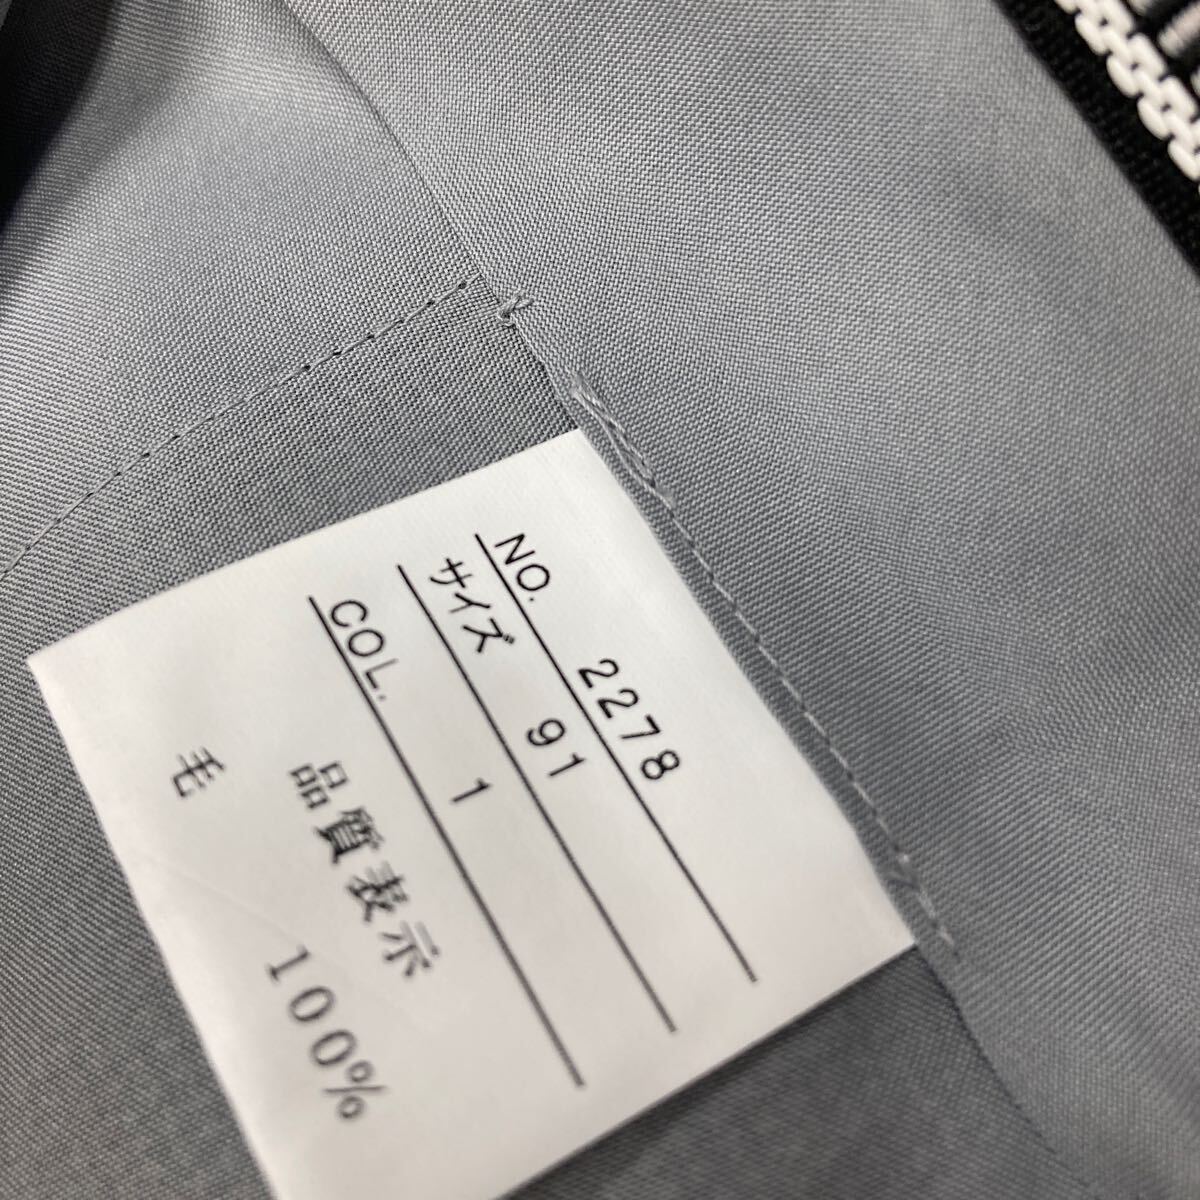 NO. 2278
サイズ 91
COL. 1
品質表示
毛 100%